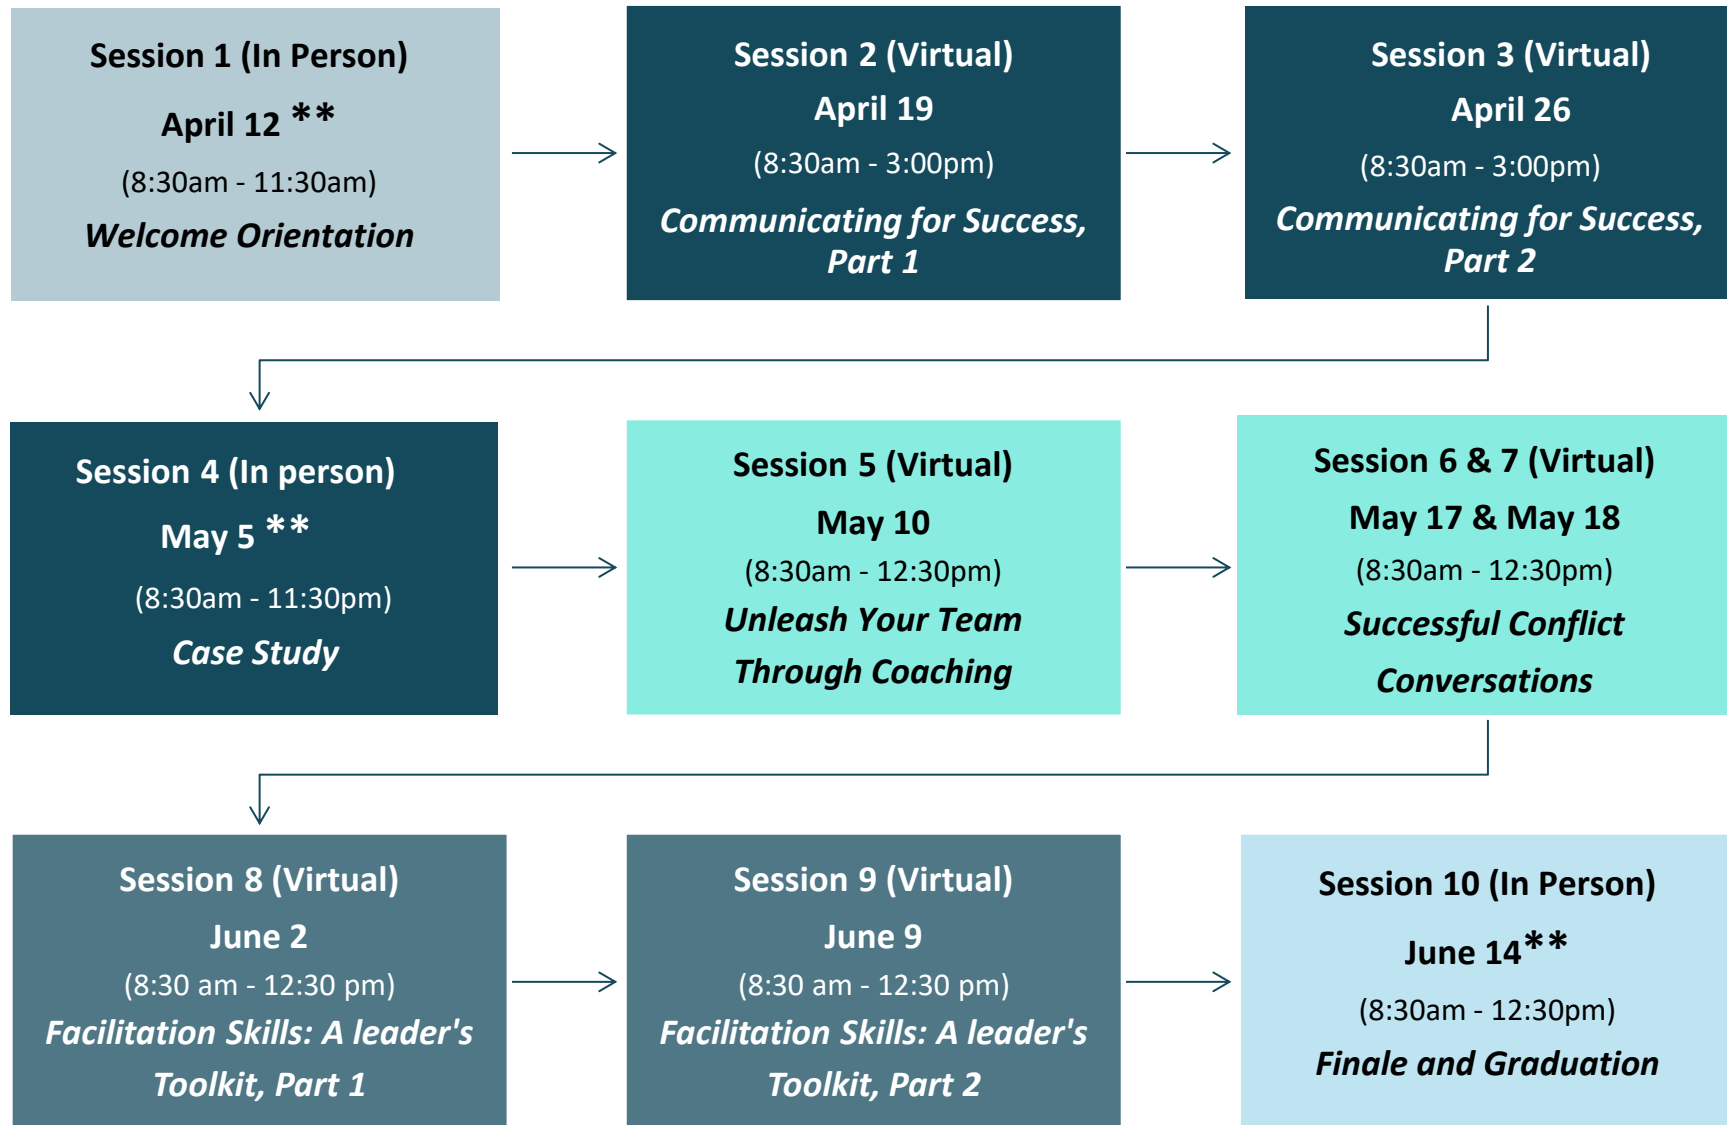 Session 1 (In Person)
April 12 **
(8:30am - 11:30am)
Welcome Orientation
Session 2 (Virtual)
April 19
(8:30am - 3:00pm)
Communicating for Success,
Part 1
Session 3 (Virtual)
April 26
(8:30am - 3:00pm)
Communicating for Success,
Part 2
Session 4 (In person)
May 5 **
(8:30am - 11:30pm)
Case Study
Session 5 (Virtual)
May 10
(8:30am - 12:30pm)
Unleash Your Team
Through Coaching
Session 6 & 7 (Virtual)
May 17 & May 18
(8:30am - 12:30pm)
Successful Conflict
Conversations
Session 8 (Virtual)
June 2
(8:30 am - 12:30 pm)
Facilitation Skills: A leader's
Toolkit, Part 1
Session 9 (Virtual)
June 9
(8:30 am - 12:30 pm)
Facilitation Skills: A leader's
Toolkit, Part 2
Session 10 (In Person)
June 14**
(8:30am - 12:30pm)
Finale and Graduation